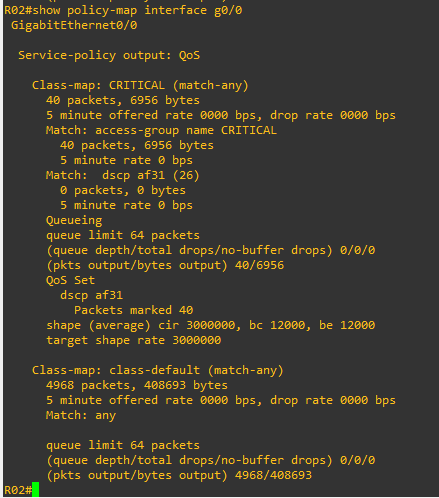 R02#show policy-map interface g0/0
GigabitEthernet0/0
Service-policy output: QoS
Class-map: CRITICAL (match-any)
40 packets, 6956 bytes
5 minute offered rate 0000 bps, drop rate 0000 bps
Match: access-group name CRITICAL
40 packets, 6956 bytes
5 minute rate 0 bps
Match:  dscp af31 (26)
0 packets, 0 bytes
5 minute rate 0 bps
Queueing
queue limit 64 packets
(queue depth/total drops/no-buffer drops) 0/0/0
(pkts output/bytes output) 40/6956
QoS Set
dscp af31
Packets marked 40
shape (average) cir 3000000, bc 12000, be 12000
target shape rate 3000000
Class-map: class-default (match-any)
4968 packets, 408693 bytes
5 minute offered rate 0000 bps, drop rate 0000 bps
Match: any
queue limit 64 packets
(queue depth/total drops/no-buffer drops) 0/0/0
(pkts output/bytes output) 4968/408693
R02#